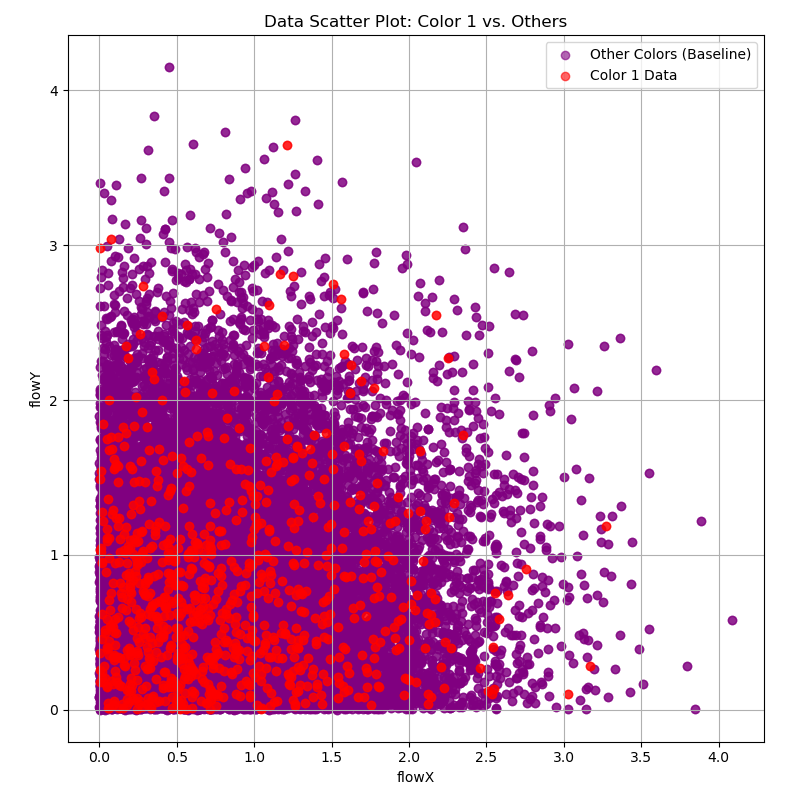 Data Scatter Plot: Color 1 vs. Others
Other Colors (Baseline)
Color 1 Data
flowY
4
3
2
1
0
0.0 0.5 1.0 1.5 2.0 2.5 3.0 3.5 4.0
flowX